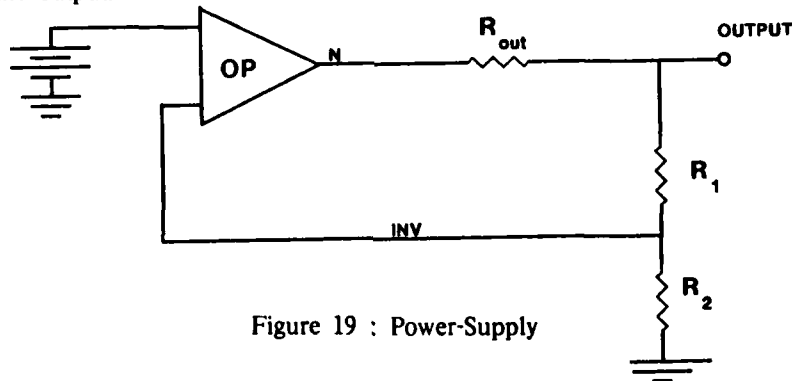 R out
OUTPUT
OP
N
R 1
INV
R 2
Figure 19 : Power-Supply